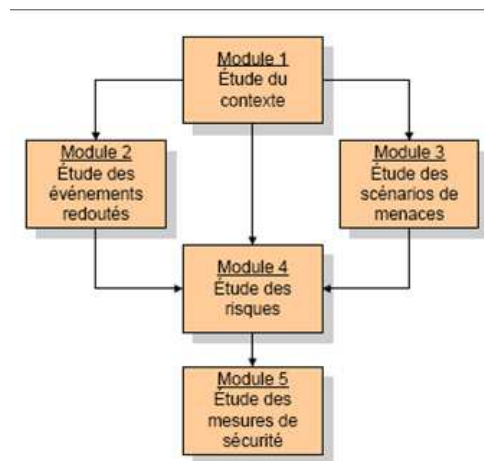 Module 1
Étude du
contexte
Module 2
Étude des
événements
redoutés
Module 3
Étude des
scénarios de
menaces
Module 4
Étude des
risques
Module 5
Étude des
mesures de
sécurité